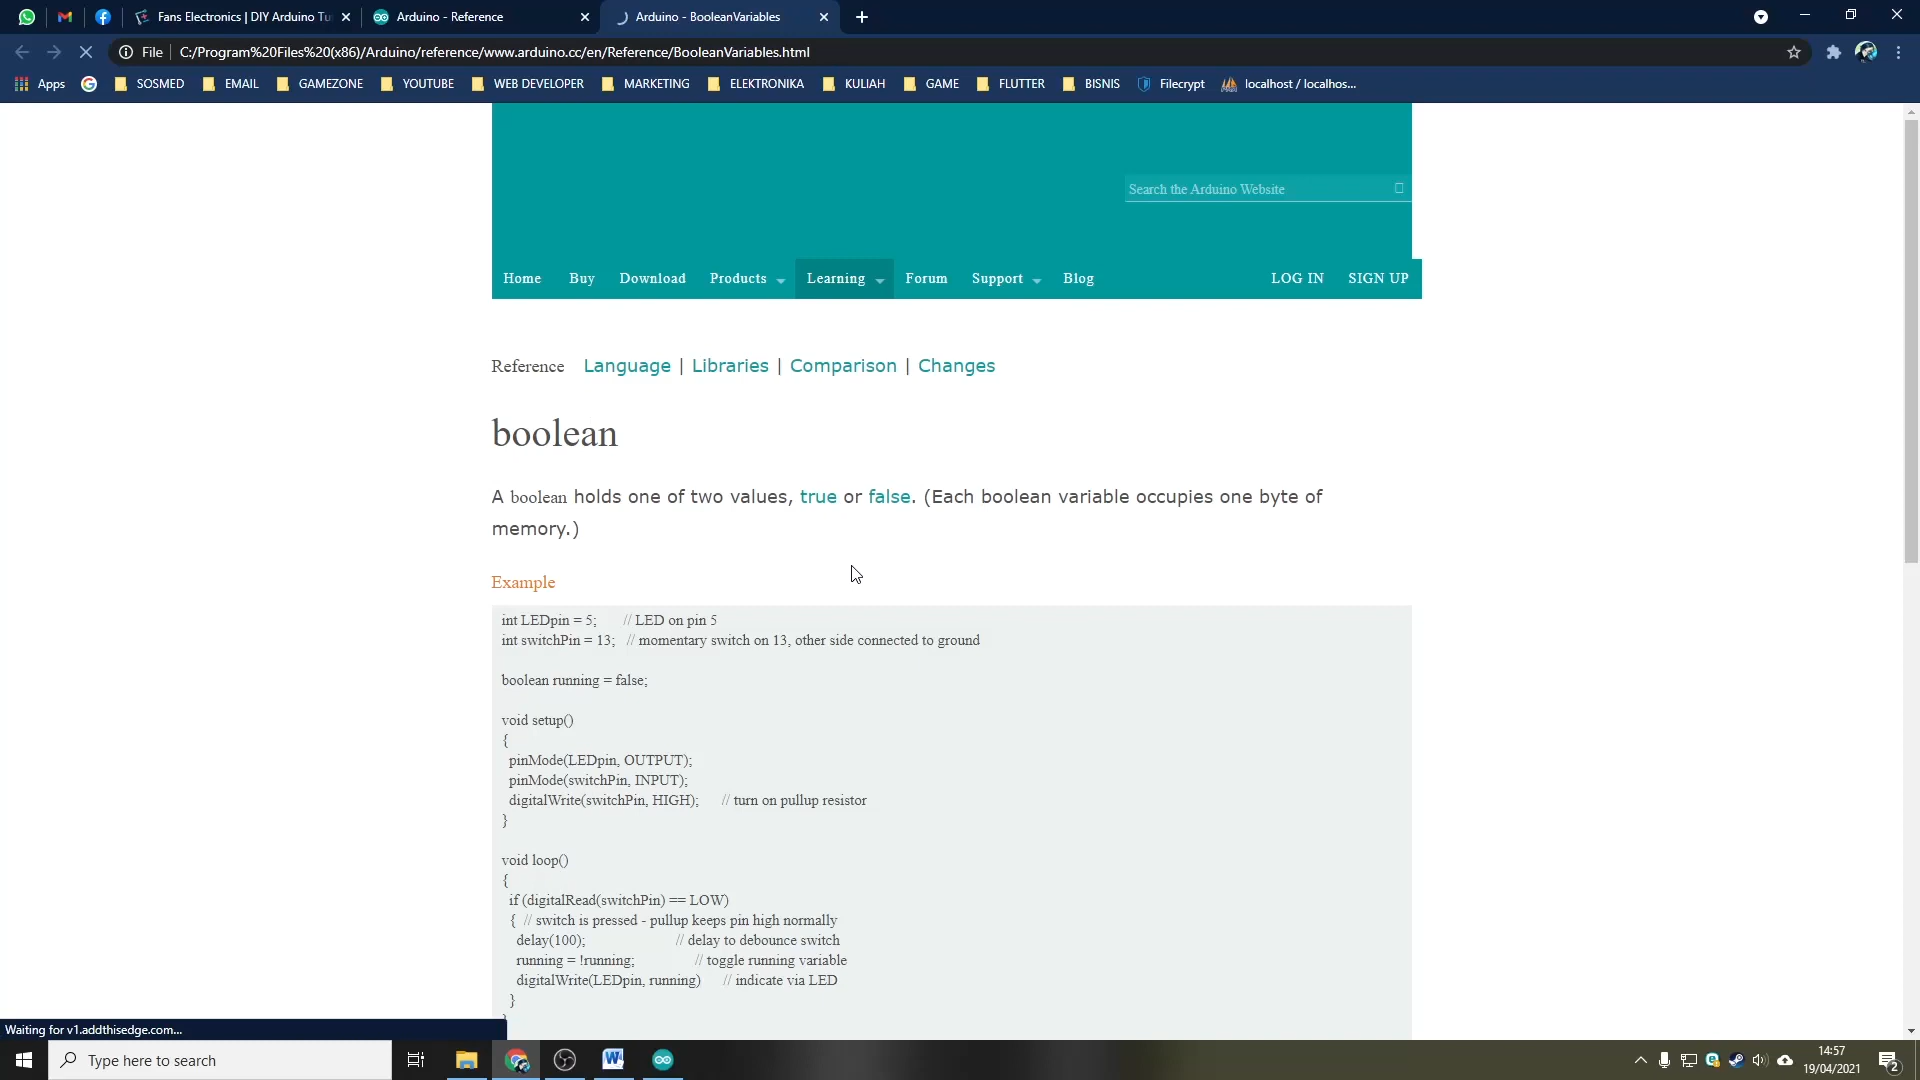 Fans Electronics | DIY Arduino Tu
Arduino - Reference
Arduino - BooleanVariables
File
C:/Program%20Files%20(x86)/Arduino/reference/www.arduino.cc/en/Reference/BooleanVariables.html
Apps
SOSMED
EMAIL
GAMEZONE
YOUTUBE
WEB DEVELOPER
MARKETING
ELEKTRONIKA
KULIAH
GAME
FLUTTER
BISNIS
Filecrypt
localhost / localhos...
Search the Arduino Website
Home Buy Download Products Learning Forum Support Blog LOG IN SIGN UP
Reference Language | Libraries | Comparison | Changes
boolean
A boolean holds one of two values, true or false. (Each boolean variable occupies one byte of
memory.)
Example
int LEDpin = 5; // LED on pin 5
int switchPin = 13; // momentary switch on 13, other side connected to ground
boolean running = false;
void setup()
{
pinMode(LEDpin, OUTPUT);
pinMode(switchPin, INPUT);
digitalWrite(switchPin, HIGH); // turn on pullup resistor
}
void loop()
{
if (digitalRead(switchPin) == LOW)
{ // switch is pressed - pullup keeps pin high normally
delay(100); // delay to debounce switch
running = !running; // toggle running variable
digitalWrite(LEDpin, running) // indicate via LED
}
Waiting for v1.addthisedge.com...
Type here to search
14:57
19/04/2021
2